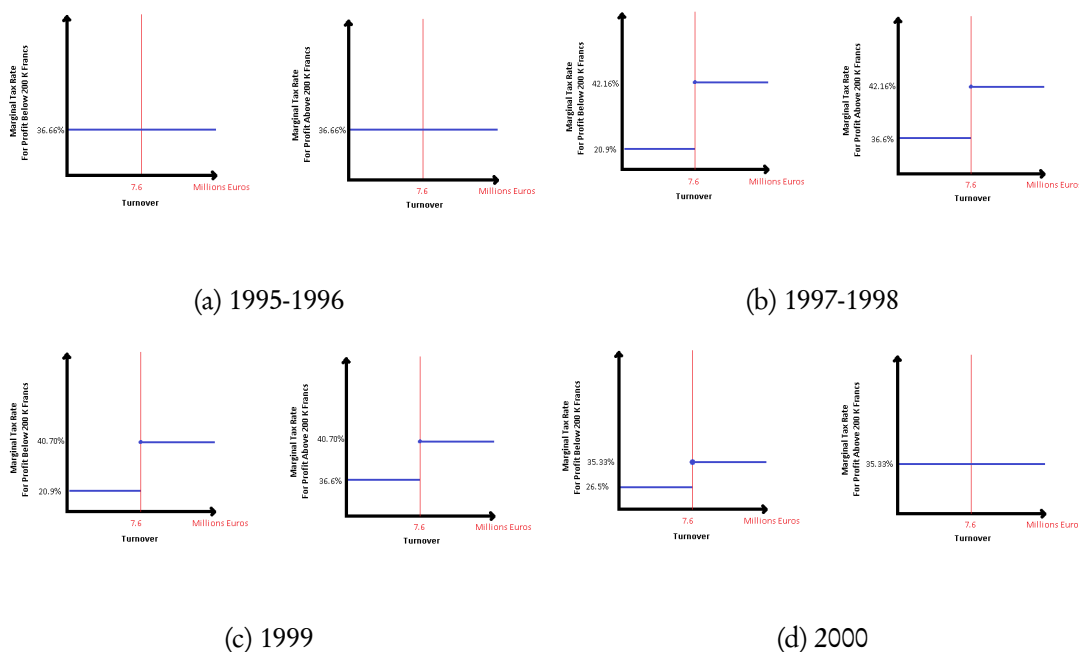 Marginal Tax Rate
For Profit Below 200 K Francs
36.66%
7.6
Millions Euros
Turnover
Marginal Tax Rate
For Profit Above 200 K Francs
36.66%
7.6
Millions Euros
Turnover
(a) 1995-1996
Marginal Tax Rate
For Profit Below 200 K Francs
42.16%
20.9%
7.6
Millions Euros
Turnover
Marginal Tax Rate
For Profit Above 200 K Francs
42.16%
36.6%
7.6
Millions Euros
Turnover
(b) 1997-1998
Marginal Tax Rate
For Profit Below 200 K Francs
40.70%
20.9%
7.6
Millions Euros
Turnover
Marginal Tax Rate
For Profit Above 200 K Francs
40.70%
36.6%
7.6
Millions Euros
Turnover
(c) 1999
Marginal Tax Rate
For Profit Below 200 K Francs
35.33%
26.5%
7.6
Millions Euros
Turnover
Marginal Tax Rate
For Profit Above 200 K Francs
35.33%
7.6
Millions Euros
Turnover
(d) 2000